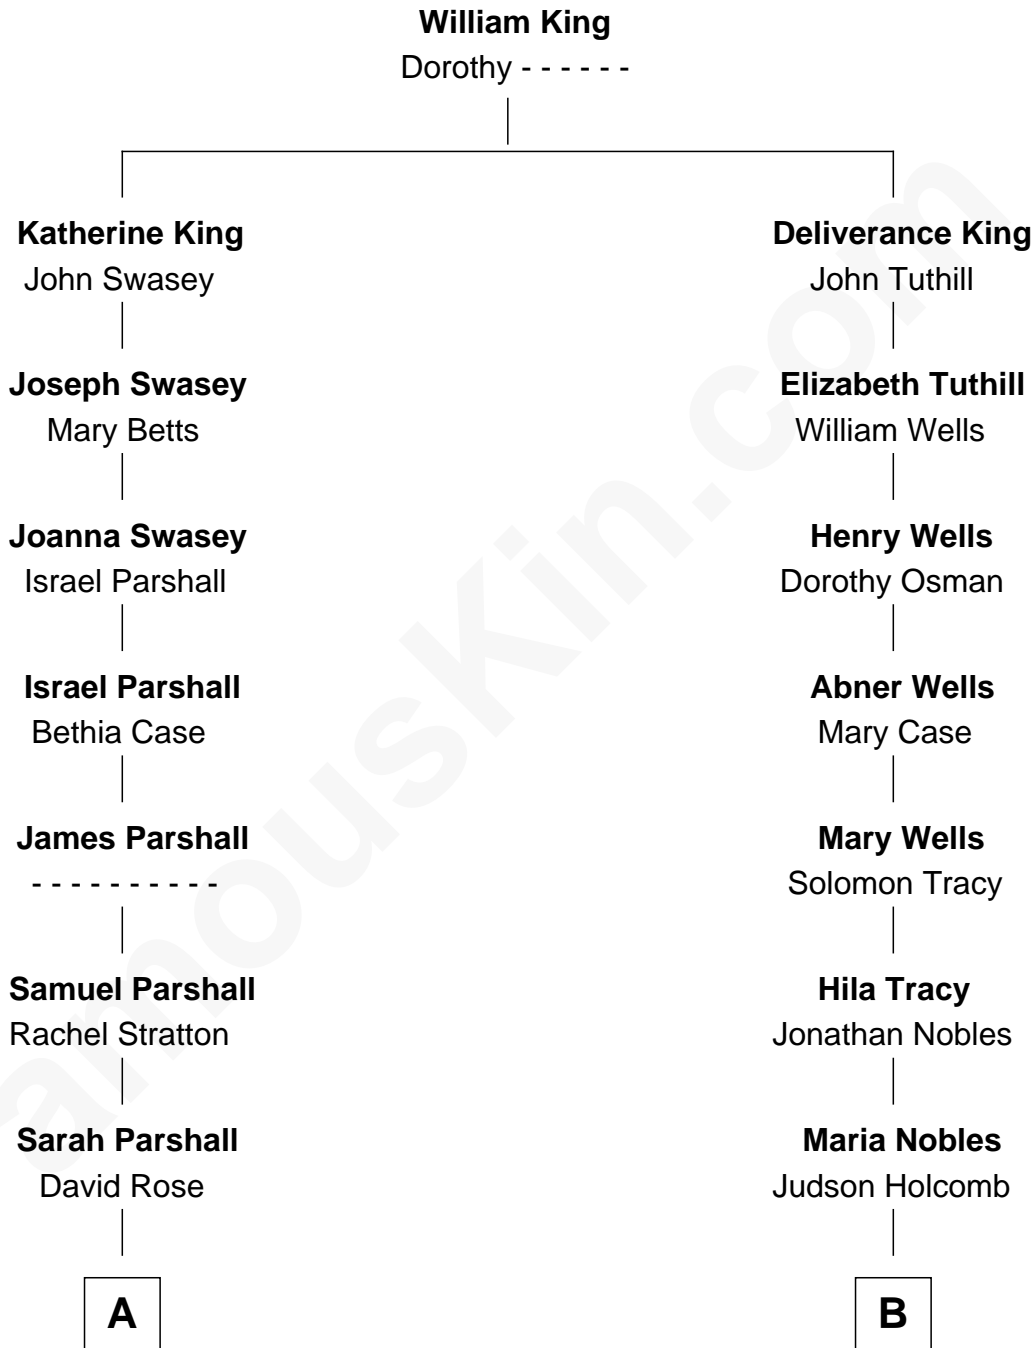 William King
Dorothy - - - - - -
Katherine King
John Swasey
Deliverance King
John Tuthill
Joseph Swasey
Mary Betts
Elizabeth Tuthill
William Wells
Joanna Swasey
Israel Parshall
Henry Wells
Dorothy Osman
Israel Parshall
Bethia Case
Abner Wells
Mary Case
James Parshall
- - - - - - - - - -
Mary Wells
Solomon Tracy
Samuel Parshall
Rachel Stratton
Hila Tracy
Jonathan Nobles
Sarah Parshall
David Rose
Maria Nobles
Judson Holcomb
A
B
amouskin.com